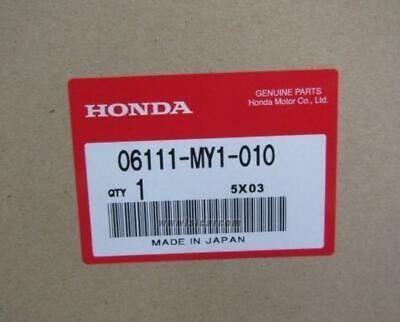 GENUINE PARTS
HONDA
Honda Motor Co., Ltd.
06111-MY1-010
QTY 1 5X03
MADE IN JAPAN